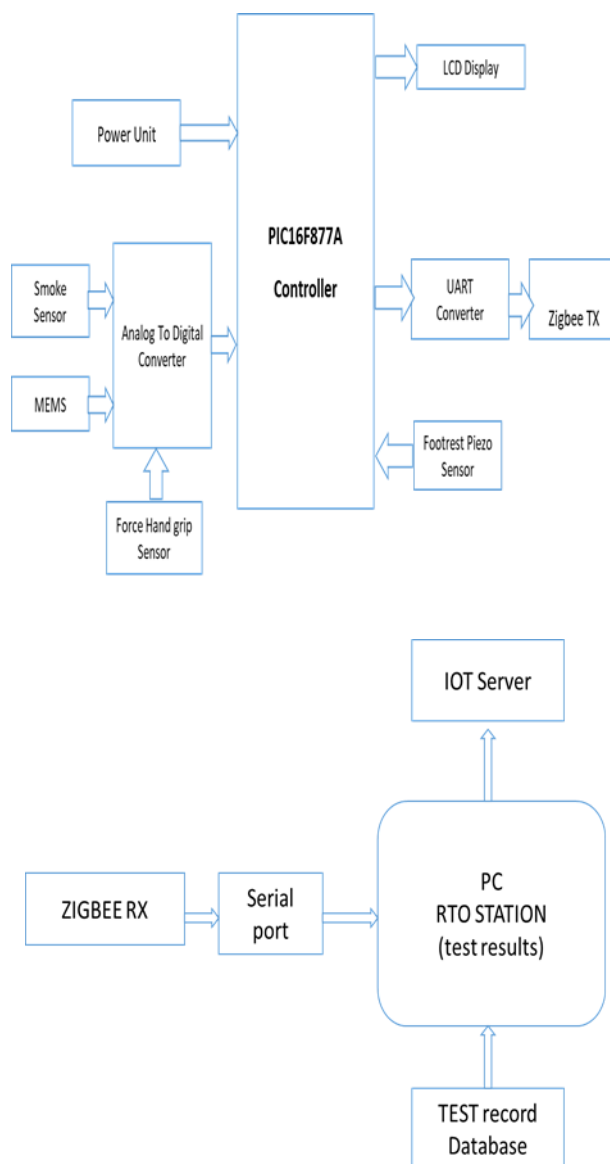 LCD Display
Power Unit
PIC16F877A
Controller
Smoke
Sensor
Analog To Digital
Converter
UART
Converter
Zigbee TX
MEMS
Footrest Piezo
Sensor
Force Hand grip
Sensor
IOT Server
ZIGBEE RX
Serial
port
PC
RTO STATION
(test results)
TEST record
Database